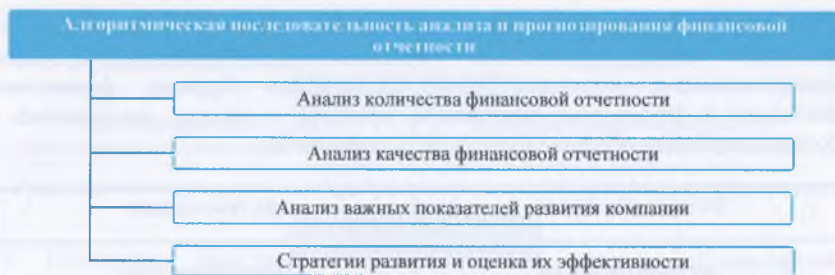 Алгоритмическая последовательность анализа и прогнозирования финансовой
отчетности
Анализ количества финансовой отчетности
Анализ качества финансовой отчетности
Анализ важных показателей развития компании
Стратегии развития и оценка их эффективности